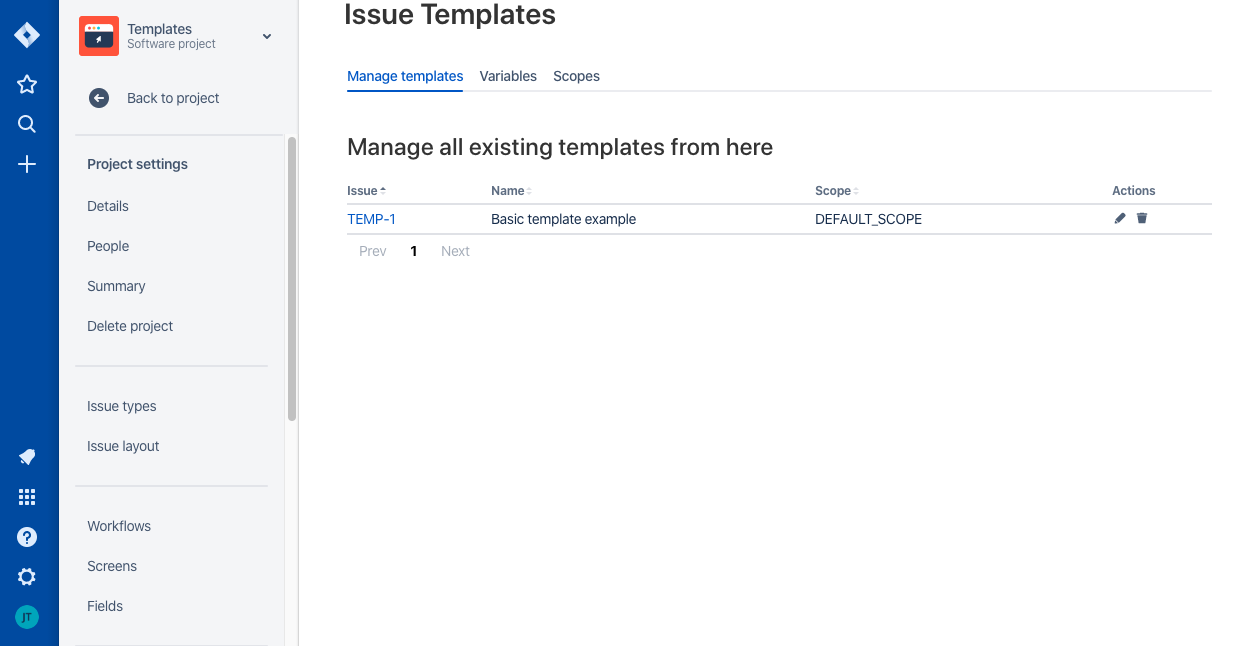 Templates
Software project
Back to project
Project settings
Details
People
Summary
Delete project
Issue types
Issue layout
Workflows
Screens
Fields
JT
Issue Templates
Manage templates Variables Scopes
Manage all existing templates from here
Issue Name Scope Actions
TEMP-1 Basic template example DEFAULT_SCOPE
Prev 1 Next